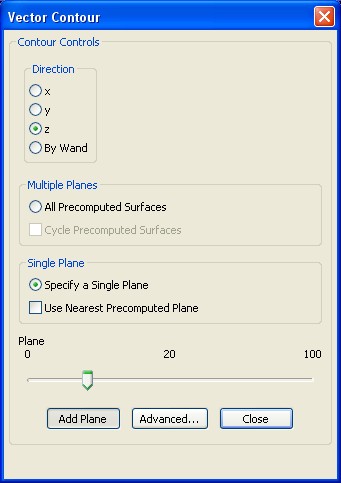 Vector Contour
Contour Controls
Direction
x
y
z
By Wand
Multiple Planes
All Precomputed Surfaces
Cycle Precomputed Surfaces
Single Plane
Specify a Single Plane
Use Nearest Precomputed Plane
Plane
0 20 100
Add Plane Advanced... Close